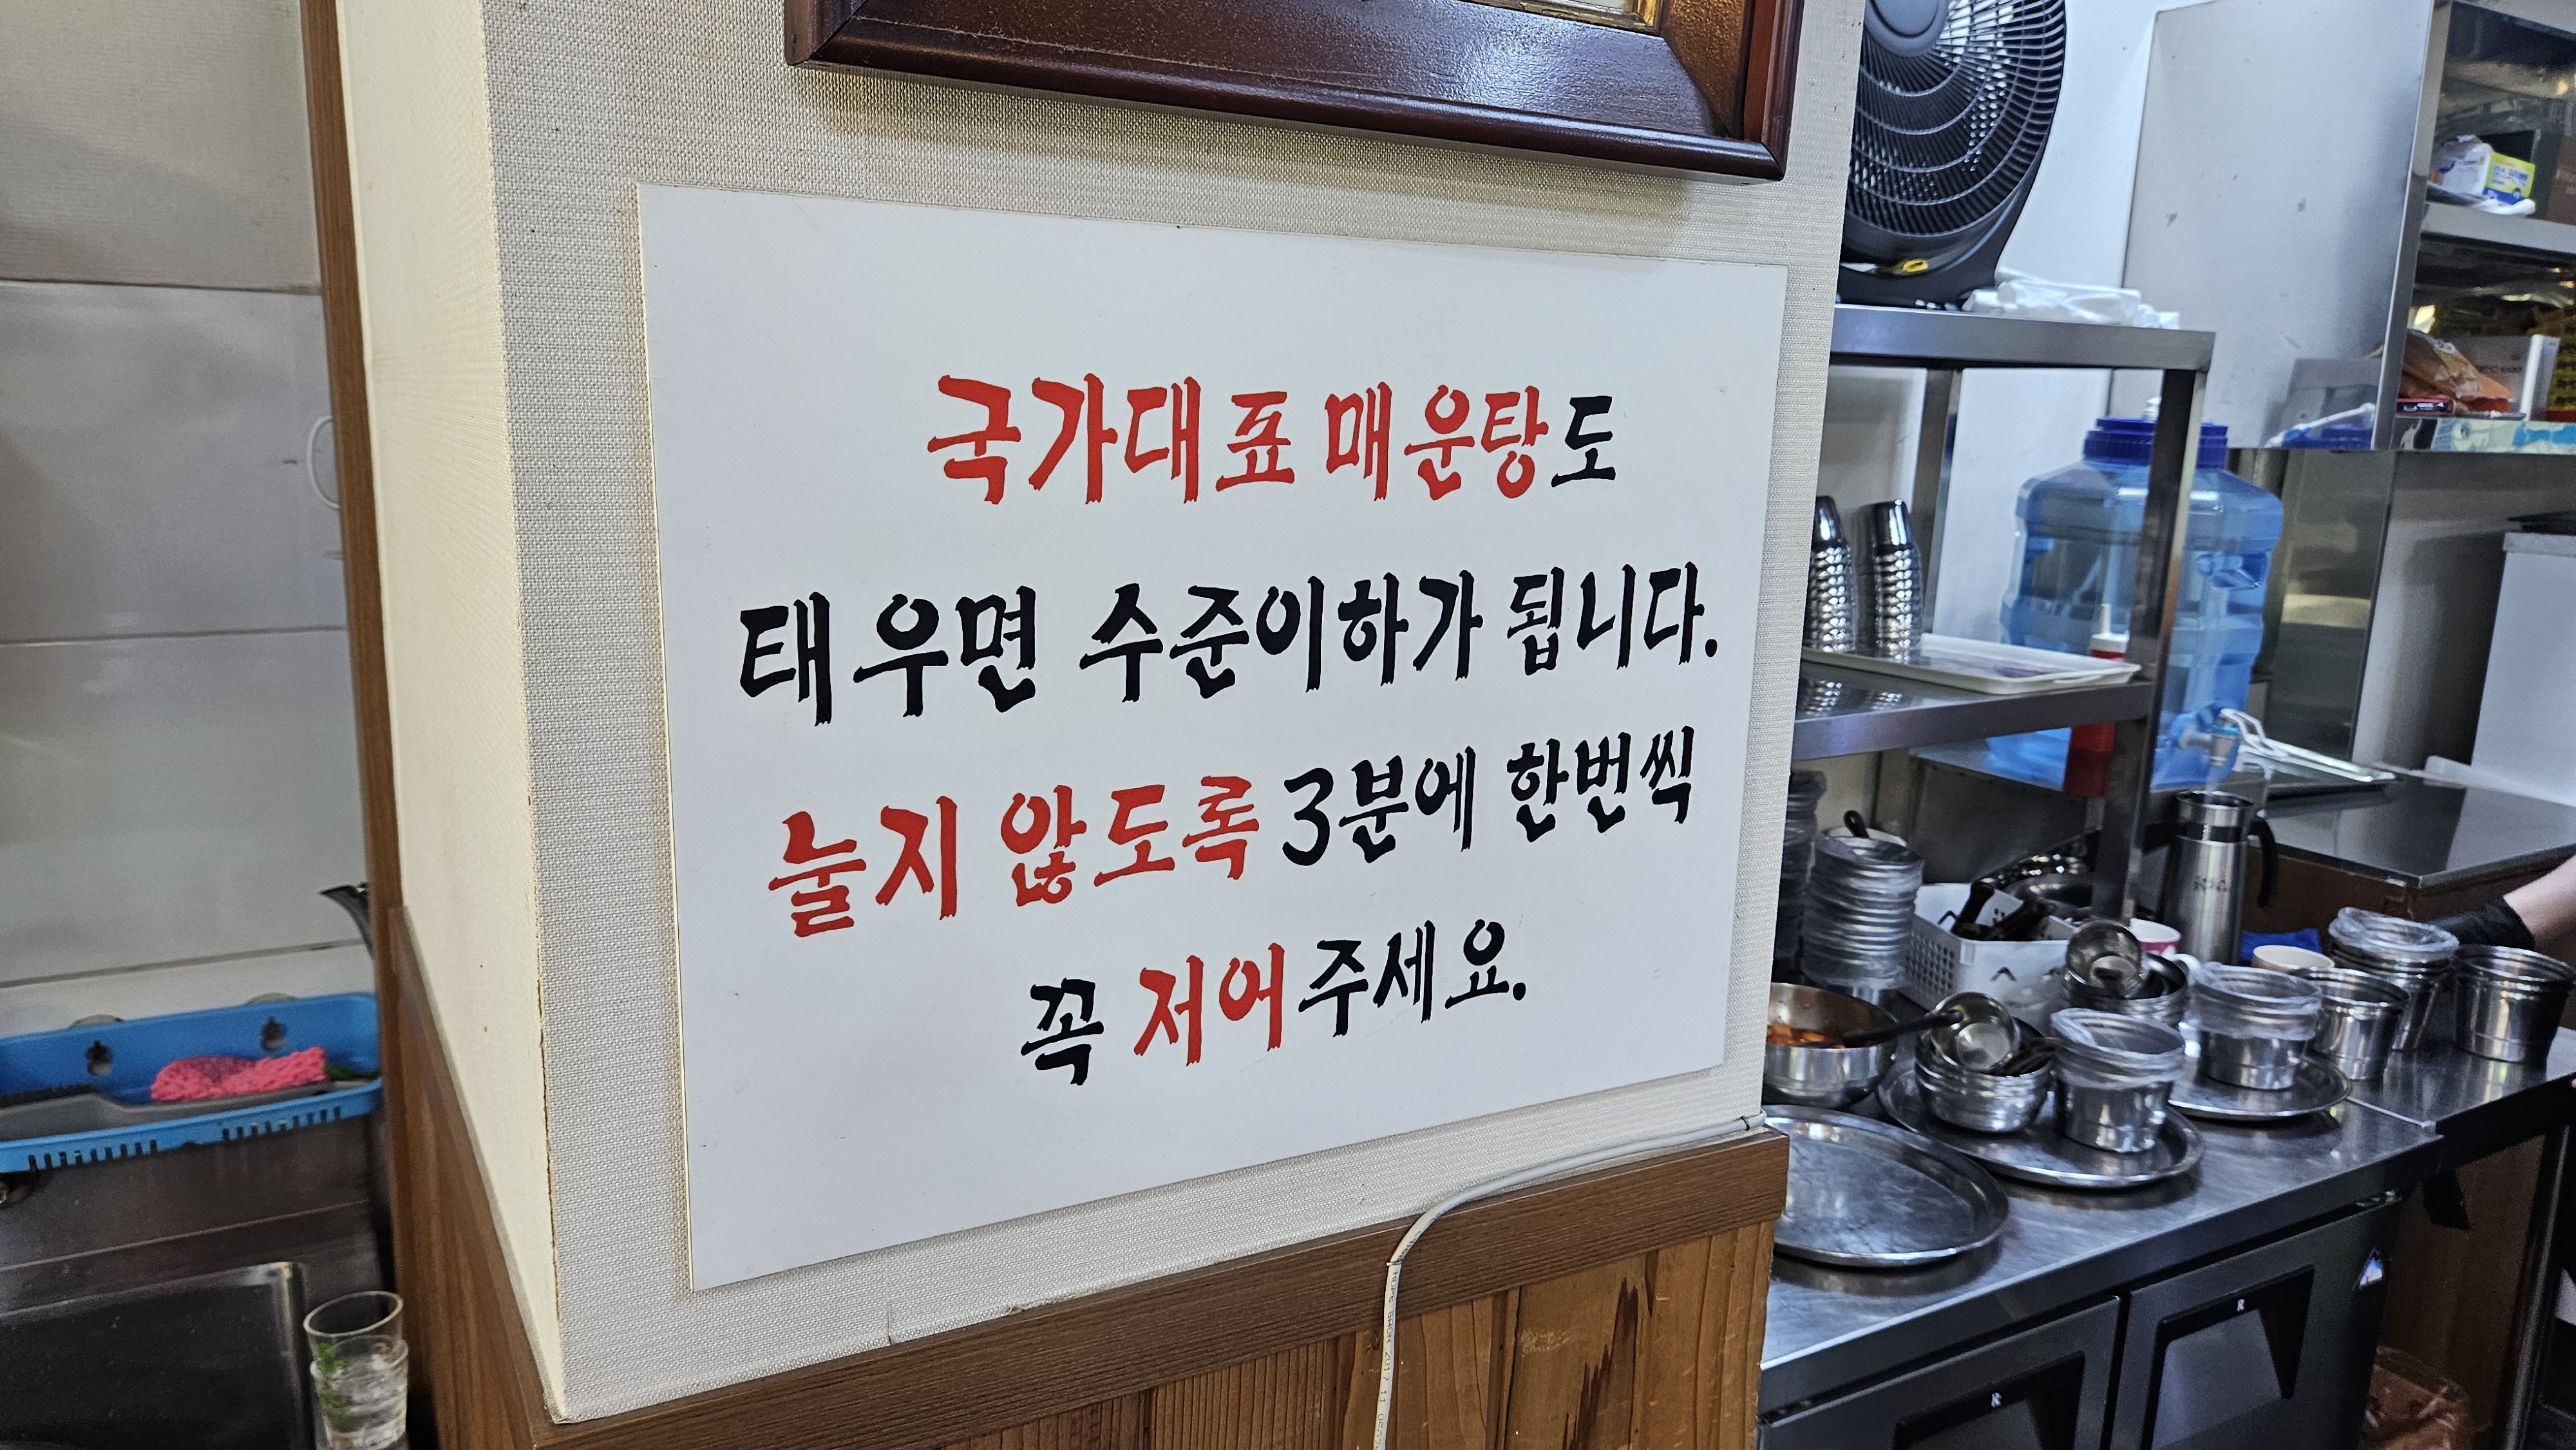 국가대표 매운탕도
태우면 수준이하가 됩니다.
눌지 않도록 3분에 한번씩
꼭 저어주세요.